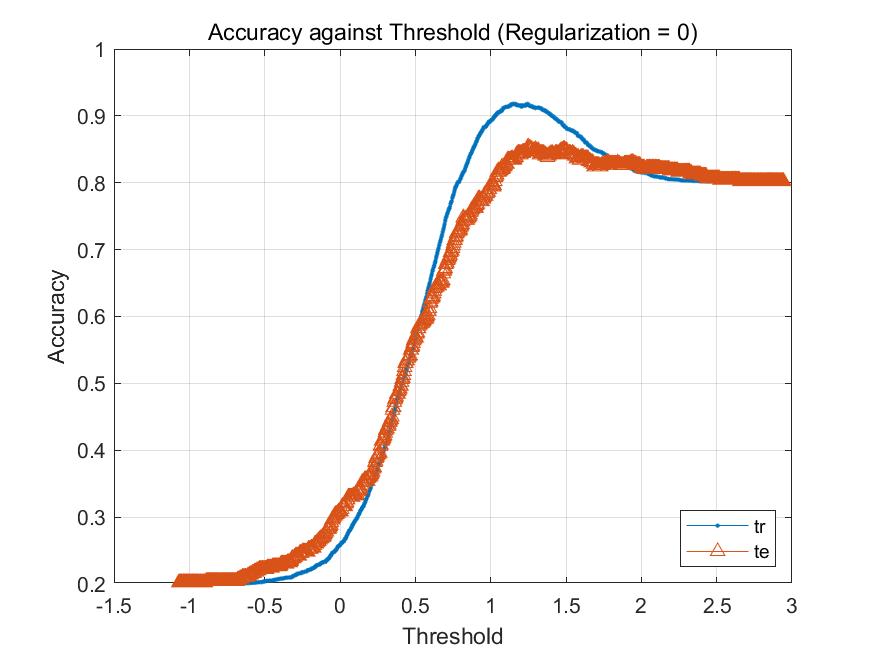 Accuracy against Threshold (Regularization = 0)
1
0.9
0.8
0.7
0.6
0.5
0.4
0.3
0.2
Accuracy
-1.5 -1 -0.5 0 0.5 1 1.5 2 2.5 3
Threshold
tr
te